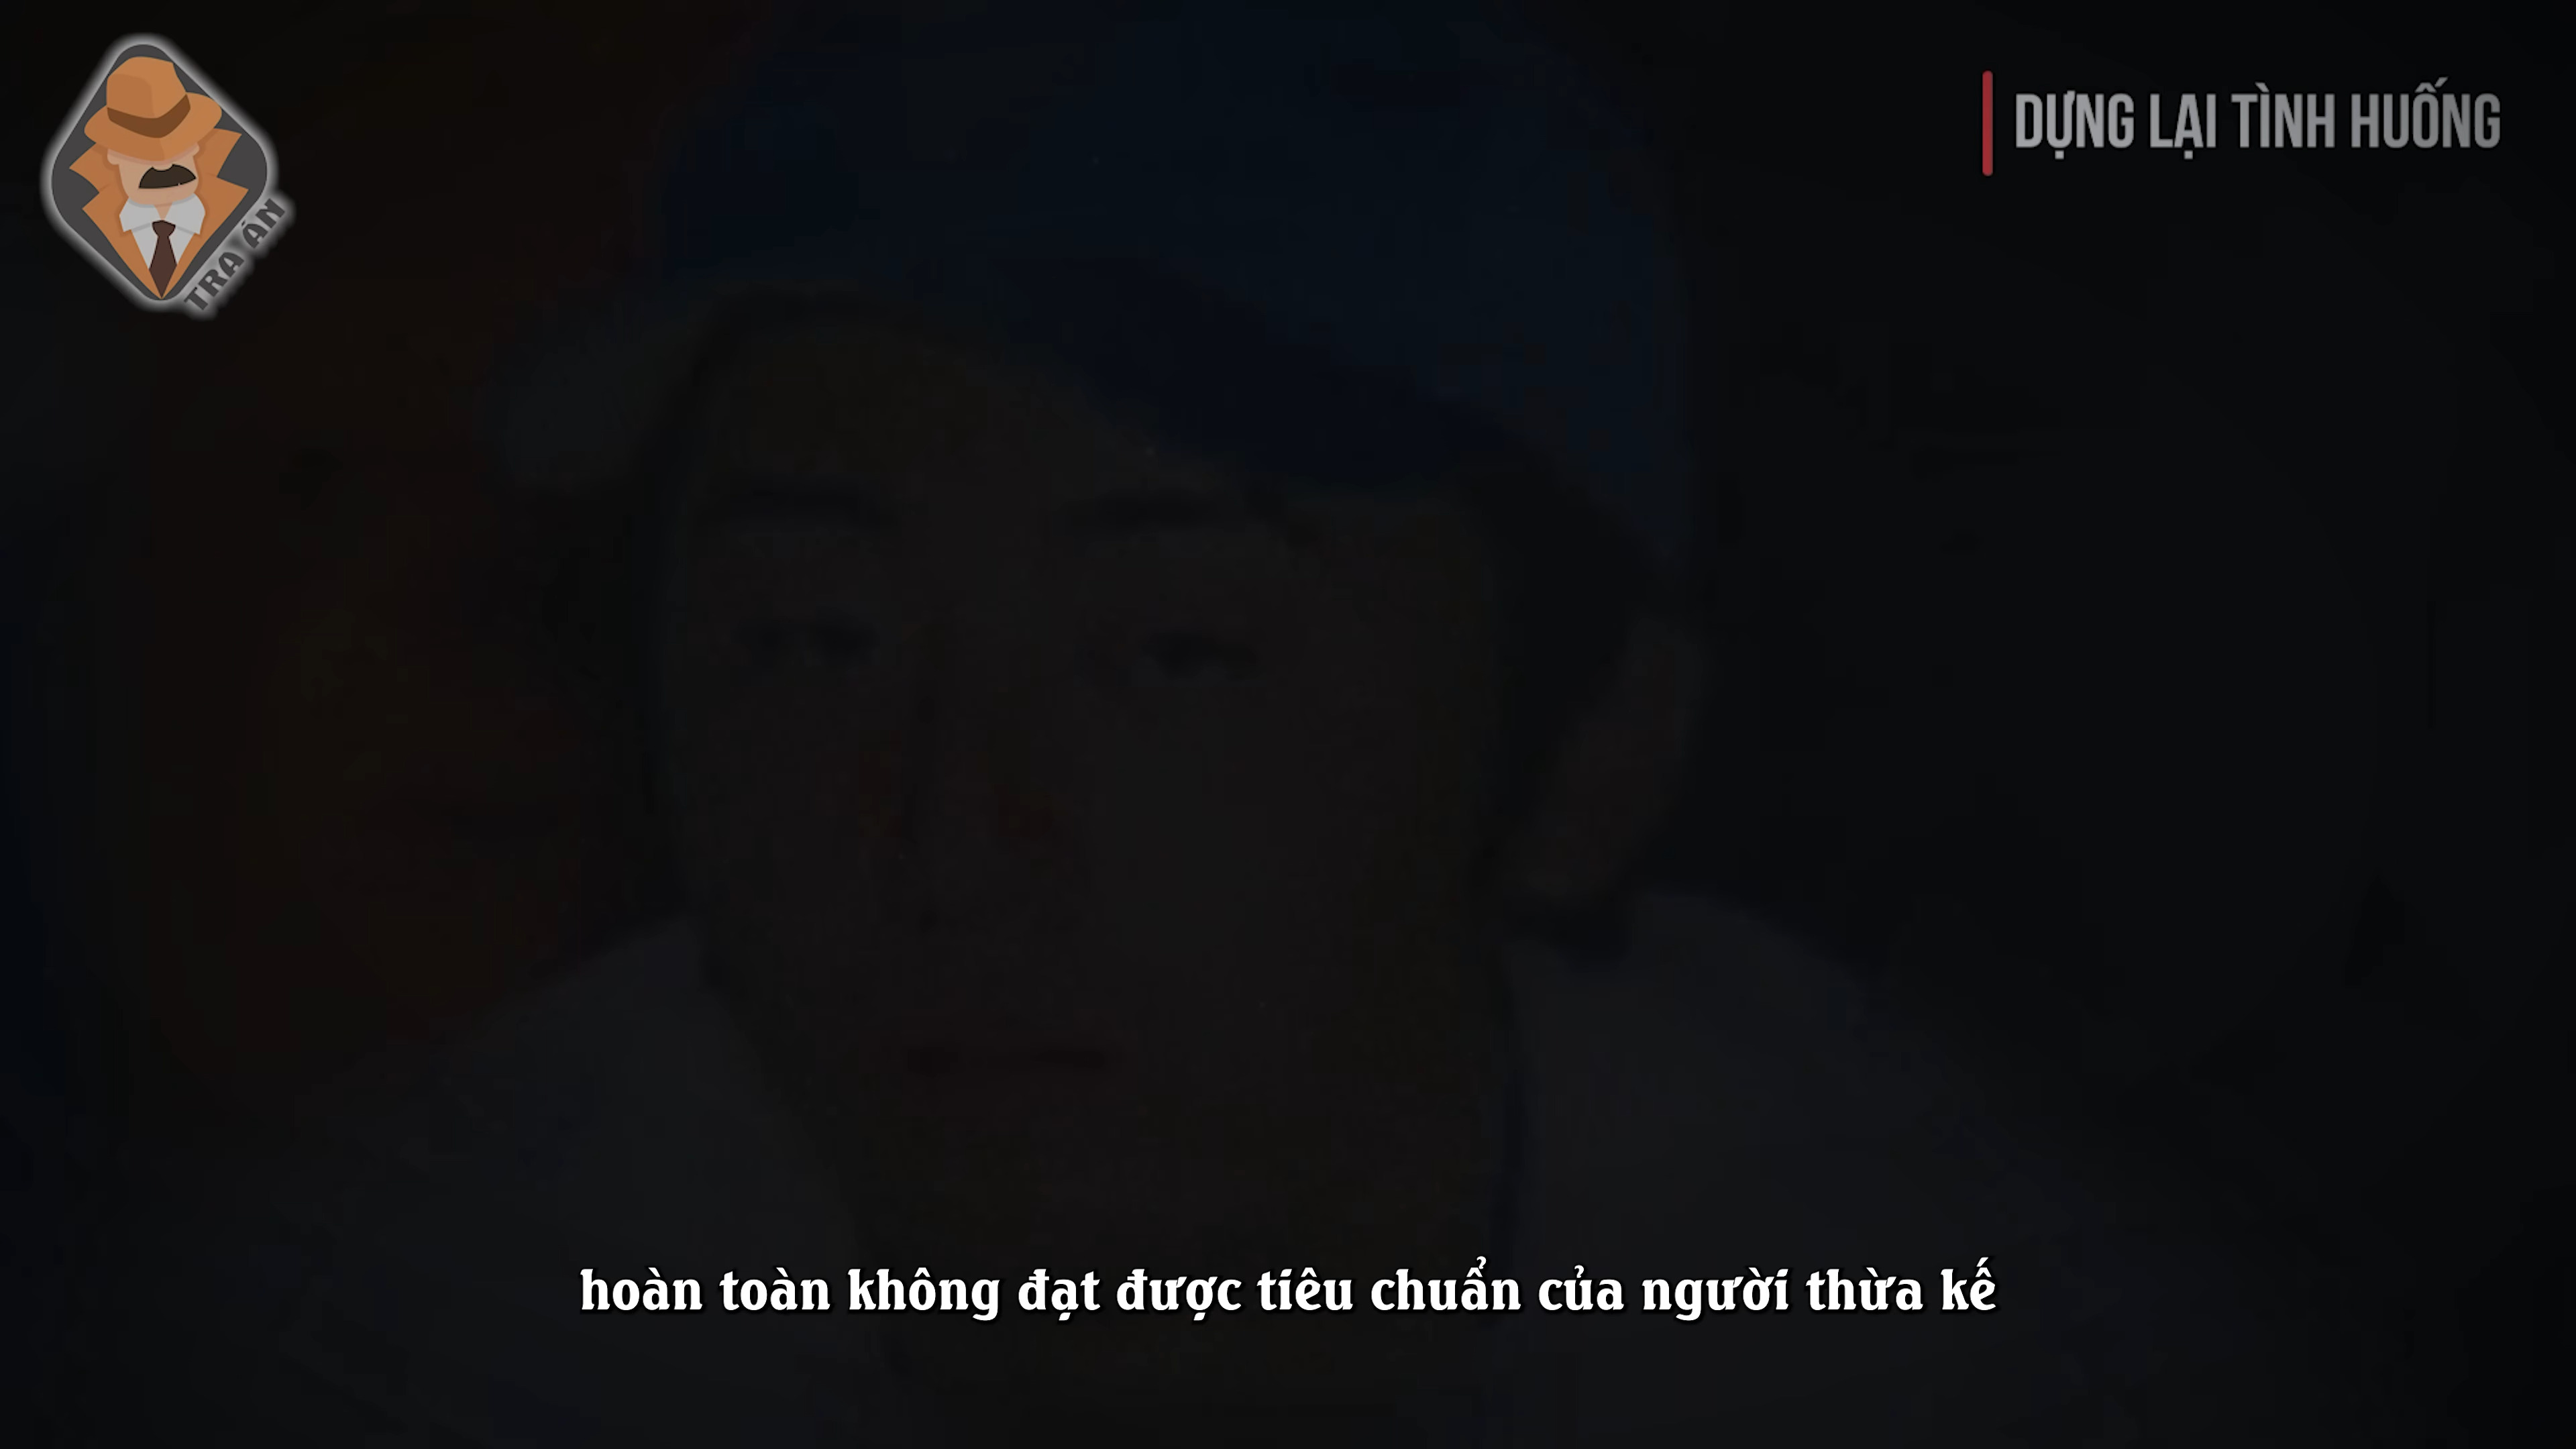 TRA ÁN
DỰNG LẠI TÌNH HUỐNG
hoàn toàn không đạt được tiêu chuẩn của người thừa kế